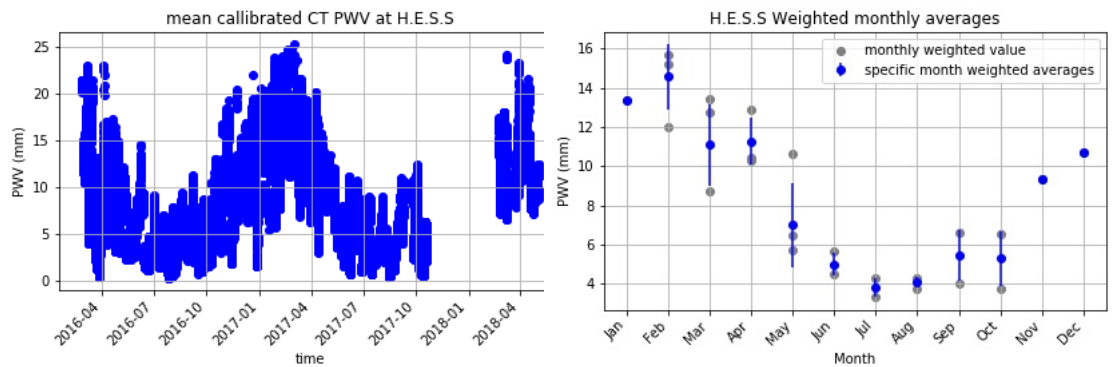 mean callibrated CT PWV at H.E.S.S
PWV (mm)
25
20
15
10
5
0
2016-04
2016-07
2016-10
2017-01
2017-04
2017-07
2017-10
2018-01
2018-04
time
H.E.S.S Weighted monthly averages
monthly weighted value
specific month weighted averages
PWV (mm)
16
14
12
10
8
6
4
Jan
Feb
Mar
Apr
May
Jun
Jul
Aug
Sep
Oct
Nov
Dec
Month